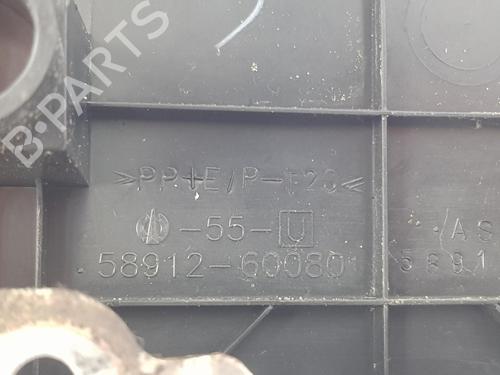 B-PARTS
>PP+E/P-T20<
-55-U
58912-60080
AS
5891